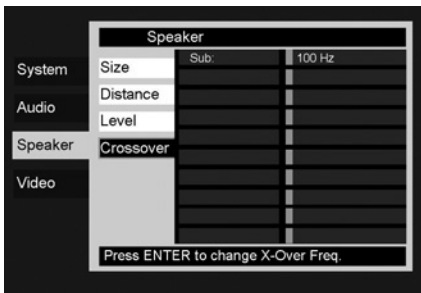 Speaker
System
Audio
Speaker
Video
Size
Distance
Level
Crossover
Sub: 100 Hz
Press ENTER to change X-Over Freq.